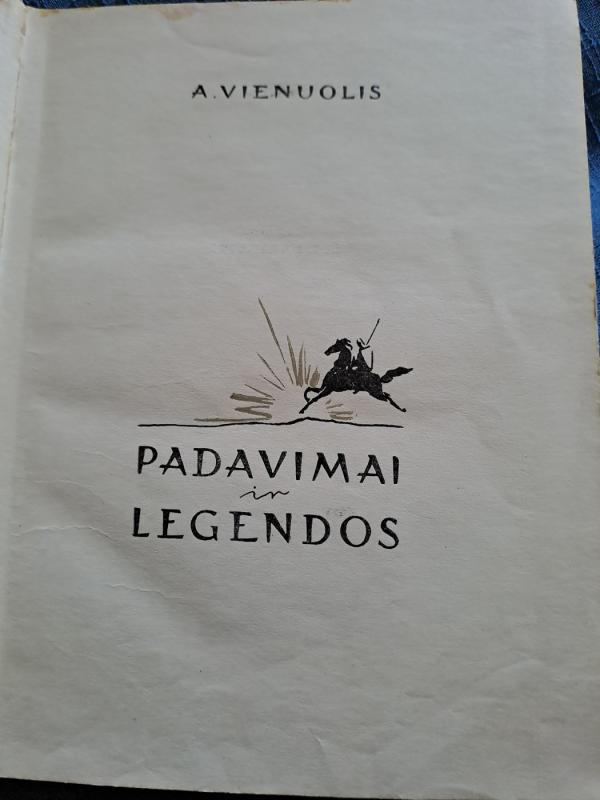 A. VIENUOLIS
PADAVIMAI
ir
LEGENDOS